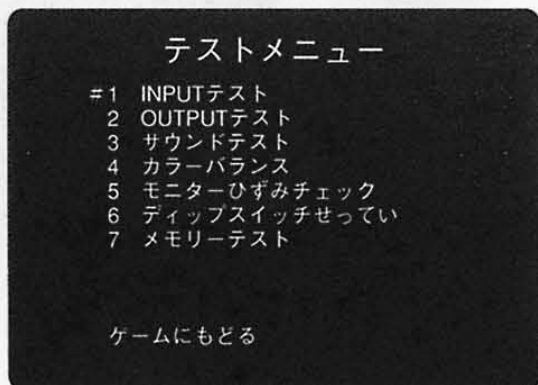 テストメニュー
#1 INPUTテスト
2 OUTPUTテスト
3 サウンドテスト
4 カラーバランス
5 モニターひずみチェック
6 ディップスイッチせってい
7 メモリーテスト
ゲームにもどる